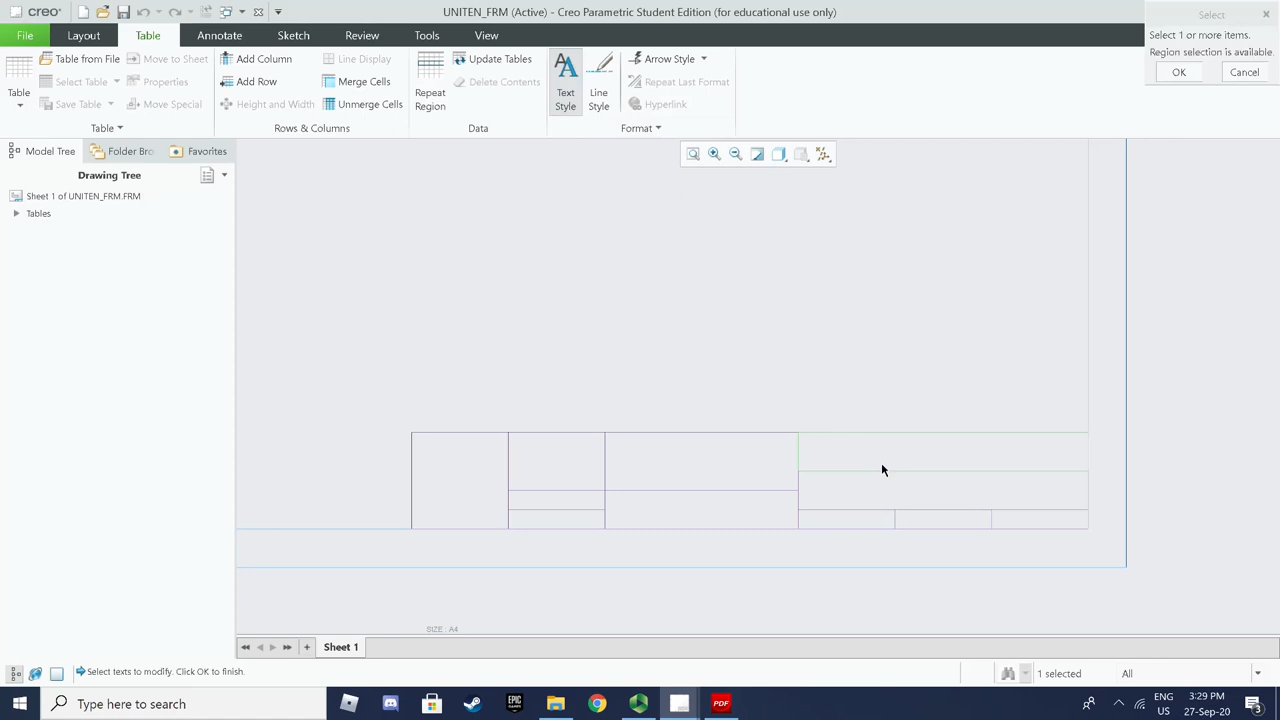 creo
UNITEN_FRM (Active) - Creo Parametric Student Edition (for educational use only)
Select
File
Layout
Table
Annotate
Sketch
Review
Tools
View
Select 1 or more items.
Region selection is available
OK
Cancel
Table
Table from File
Move to Sheet
Select Table
Properties
Save Table
Move Special
Table
Add Column
Line Display
Add Row
Merge Cells
Height and Width
Unmerge Cells
Rows & Columns
Repeat Region
Update Tables
Delete Contents
Data
Text Style
Line Style
Arrow Style
Repeat Last Format
Hyperlink
Format
Model Tree
Folder Bro
Favorites
Drawing Tree
Sheet 1 of UNITEN_FRM.FRM
Tables
SIZE : A4
Sheet 1
Select texts to modify. Click OK to finish.
1 selected
All
Type here to search
EPIC
GAMES
PDF
ENG
US
3:29 PM
27-Sep-20
3